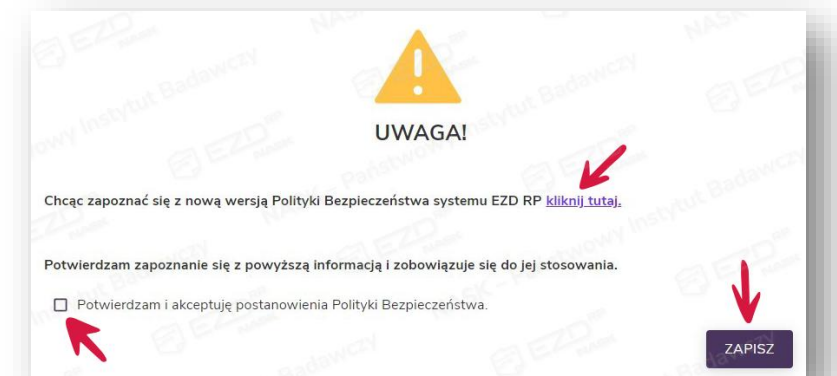 UWAGA!
Chcąc zapoznać się z nową wersją Polityki Bezpieczeństwa systemu EZD RP kliknij tutaj.
Potwierdzam zapoznanie się z powyższą informacją i zobowiązuje się do jej stosowania.
Potwierdzam i akceptuję postanowienia Polityki Bezpieczeństwa.
ZAPISZ